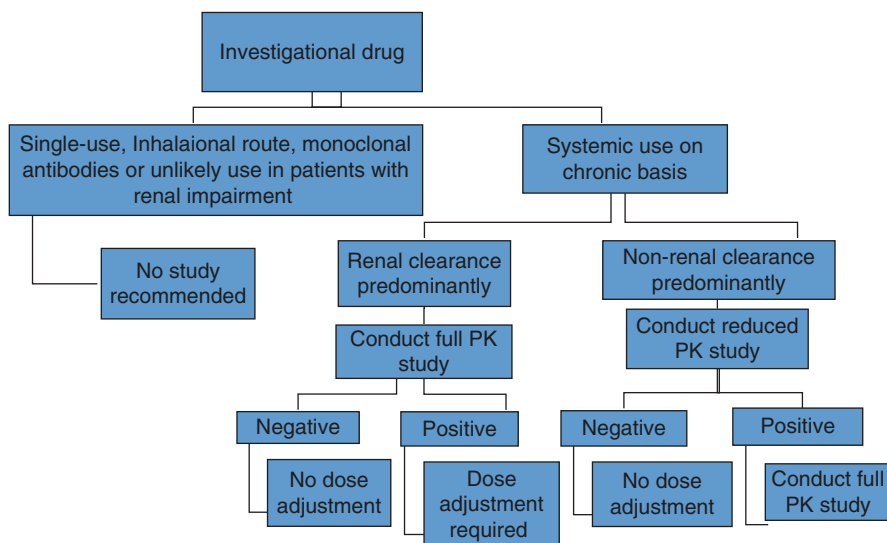 Investigational drug
Single-use, Inhalaional route, monoclonal
antibodies or unlikely use in patients with
renal impairment
Systemic use on
chronic basis
No study
recommended
Renal clearance
predominantly
Non-renal clearance
predominantly
Conduct full PK
study
Conduct reduced
PK study
Negative
Positive
Negative
Positive
No dose
adjustment
Dose
adjustment
required
No dose
adjustment
Conduct full
PK study